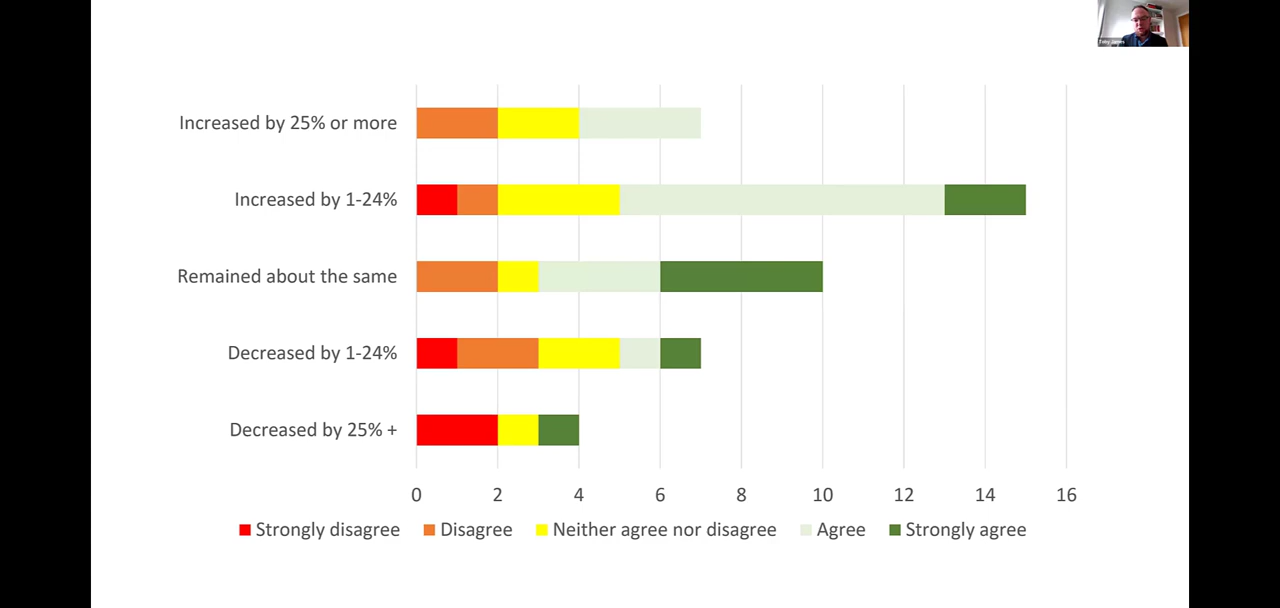 Toby James
Increased by 25% or more
Increased by 1-24%
Remained about the same
Decreased by 1-24%
Decreased by 25% +
0 2 4 6 8 10 12 14 16
Strongly disagree Disagree Neither agree nor disagree Agree Strongly agree